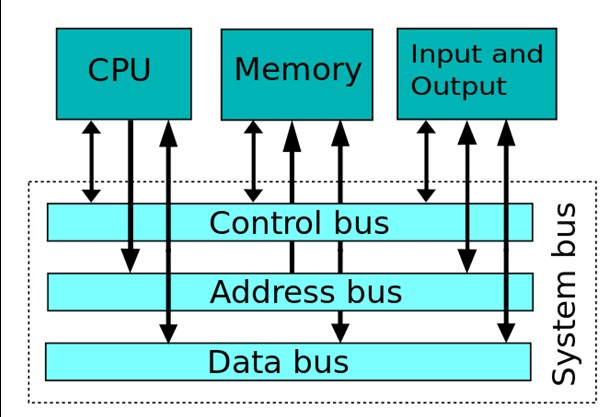 CPU
Memory
Input and
Output
Control bus
Address bus
Data bus
System bus